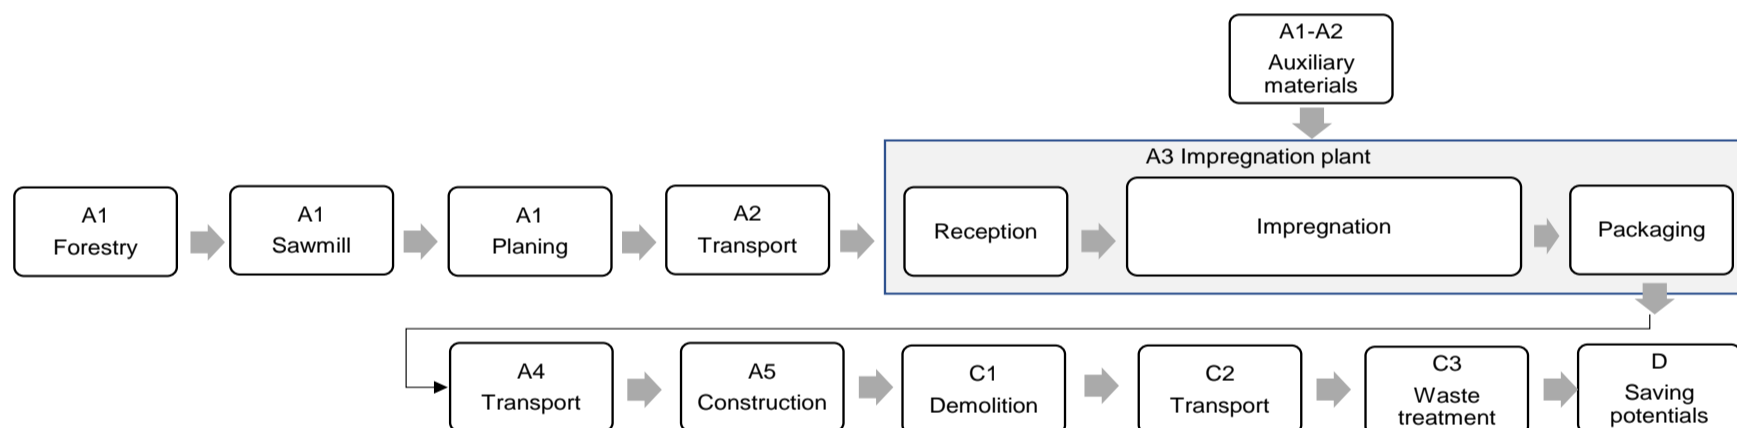 A1-A2
Auxiliary
materials
A3 Impregnation plant
A1
Forestry
A1
Sawmill
A1
Planing
A2
Transport
Reception
Impregnation
Packaging
A4
Transport
A5
Construction
C1
Demolition
C2
Transport
C3
Waste
treatment
D
Saving
potentials